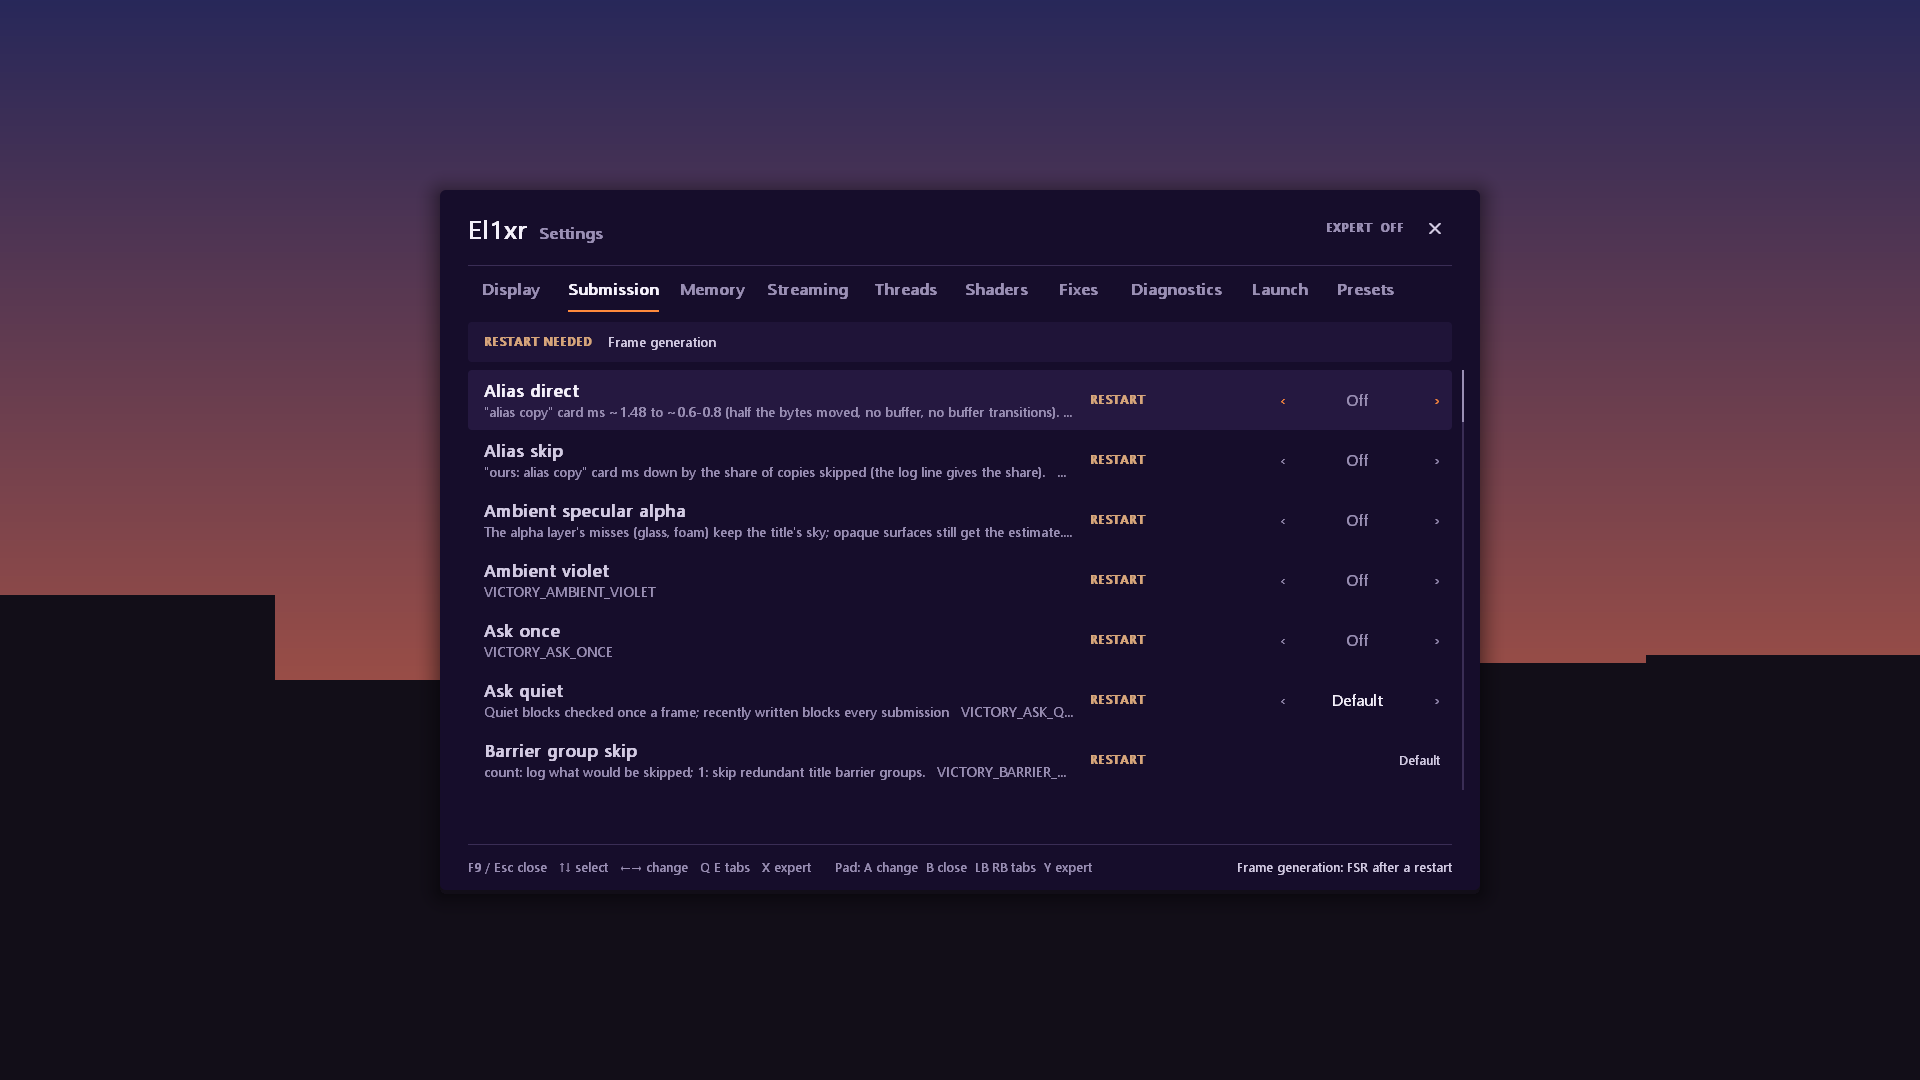 El1xr Settings EXPERT OFF ✕
Display Submission Memory Streaming Threads Shaders Fixes Diagnostics Launch Presets
RESTART NEEDED Frame generation
Alias direct
"alias copy" card ms ~1.48 to ~0.6-0.8 (half the bytes moved, no buffer, no buffer transitions). ...
RESTART ‹ Off ›
Alias skip
"ours: alias copy" card ms down by the share of copies skipped (the log line gives the share). ...
RESTART ‹ Off ›
Ambient specular alpha
The alpha layer's misses (glass, foam) keep the title's sky; opaque surfaces still get the estimate....
RESTART ‹ Off ›
Ambient violet
VICTORY_AMBIENT_VIOLET
RESTART ‹ Off ›
Ask once
VICTORY_ASK_ONCE
RESTART ‹ Off ›
Ask quiet
Quiet blocks checked once a frame; recently written blocks every submission VICTORY_ASK_Q...
RESTART ‹ Default ›
Barrier group skip
count: log what would be skipped; 1: skip redundant title barrier groups. VICTORY_BARRIER_...
RESTART Default
F9 / Esc close ↑↓ select ←→ change Q E tabs X expert Pad: A change B close LB RB tabs Y expert Frame generation: FSR after a restart